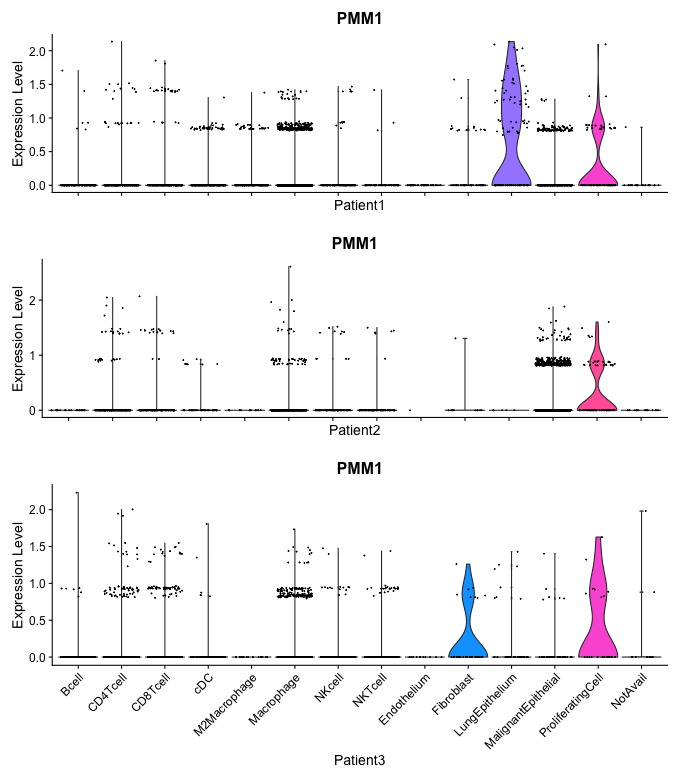 PMM1
Expression Level
2.0
1.5
1.0
0.5
0.0
Patient1
PMM1
Expression Level
2
1
0
Patient2
PMM1
Expression Level
2.0
1.5
1.0
0.5
0.0
Bcell
CD4Tcell
CD8Tcell
cDC
M2Macrophage
Macrophage
NKcell
NKTcell
Endothelium
Fibroblast
LungEpithelium
MalignantEpithelial
ProliferatingCell
NotAvail
Patient3